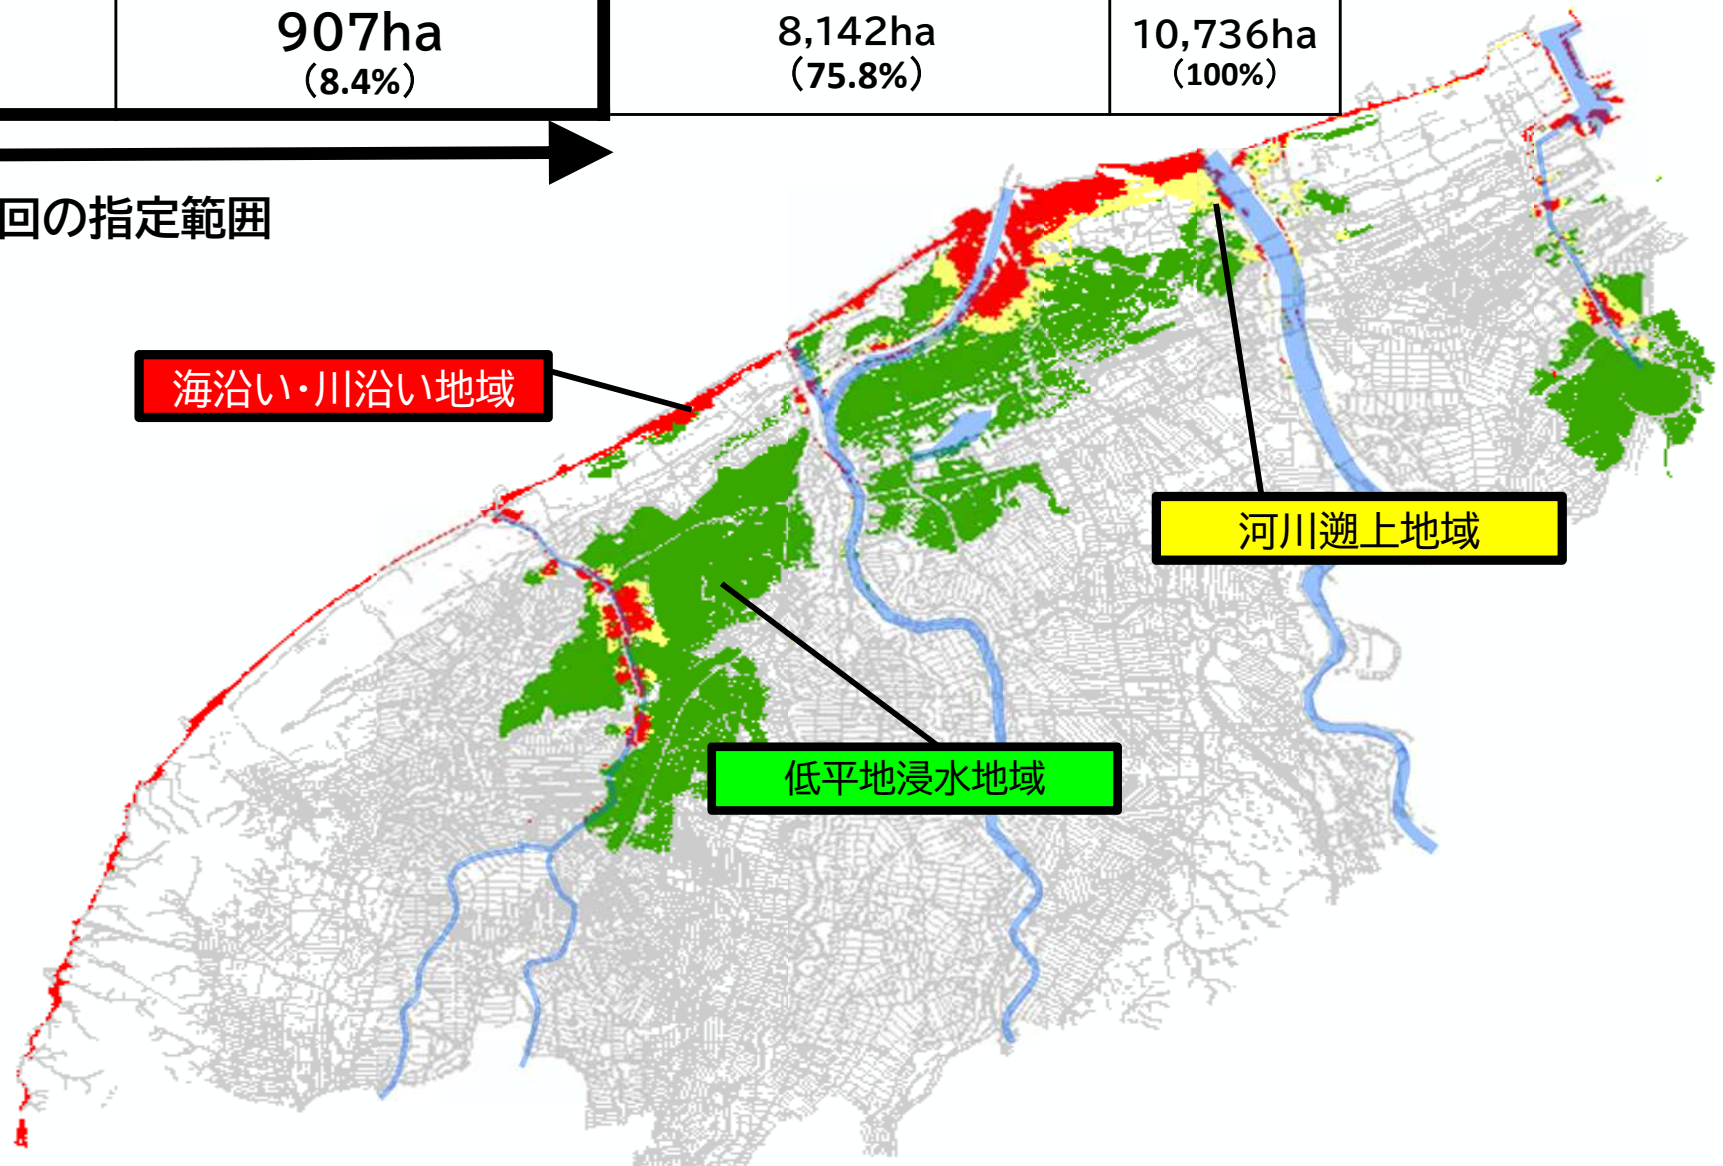 907ha
（8.4%）
8,142ha
（75.8%）
10,736ha
（100%）
回の指定範囲
海沿い・川沿い地域
河川遡上地域
低平地浸水地域